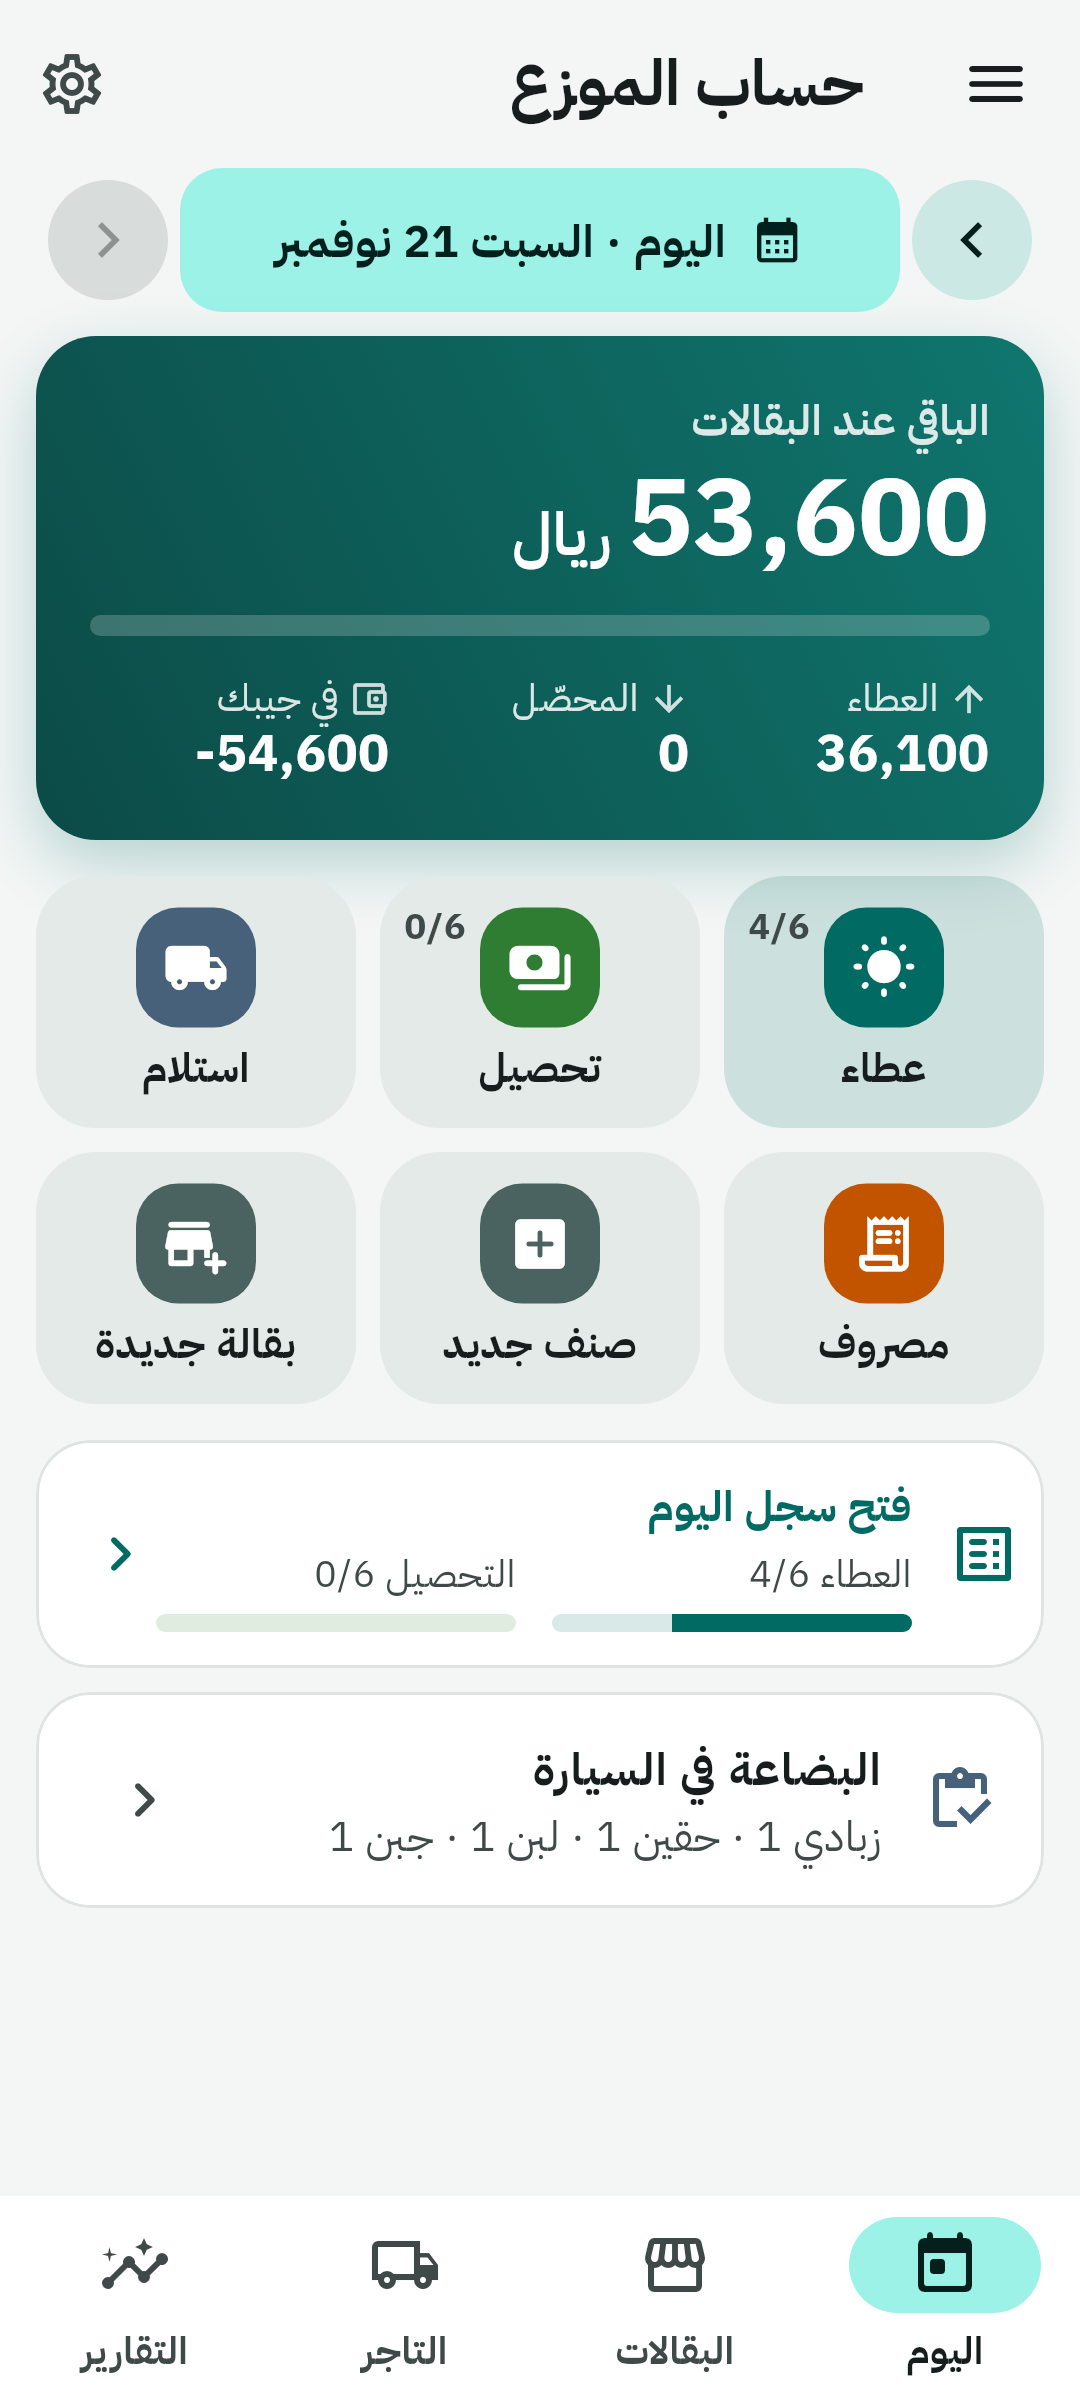 حساب الموزع
اليوم · السبت 21 نوفمبر
الباقي عند البقالات
53,600 ريال
العطاء
36,100
المحصّل
0
في جيبك
-54,600
4/6
عطاء
0/6
تحصيل
استلام
مصروف
صنف جديد
بقالة جديدة
فتح سجل اليوم
العطاء 4/6
التحصيل 0/6
البضاعة في السيارة
زبادي 1 · حقين 1 · لبن 1 · جبن 1
اليوم
البقالات
التاجر
التقارير